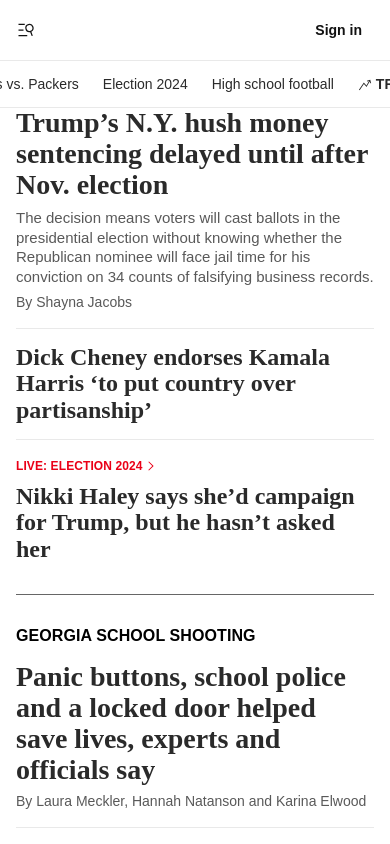 Sign in
s vs. Packers Election 2024 High school football
Trump’s N.Y. hush money
sentencing delayed until after
Nov. election
The decision means voters will cast ballots in the
presidential election without knowing whether the
Republican nominee will face jail time for his
conviction on 34 counts of falsifying business records.
By Shayna Jacobs
Dick Cheney endorses Kamala
Harris ‘to put country over
partisanship’
LIVE: ELECTION 2024
Nikki Haley says she’d campaign
for Trump, but he hasn’t asked
her
GEORGIA SCHOOL SHOOTING
Panic buttons, school police
and a locked door helped
save lives, experts and
officials say
By Laura Meckler, Hannah Natanson and Karina Elwood